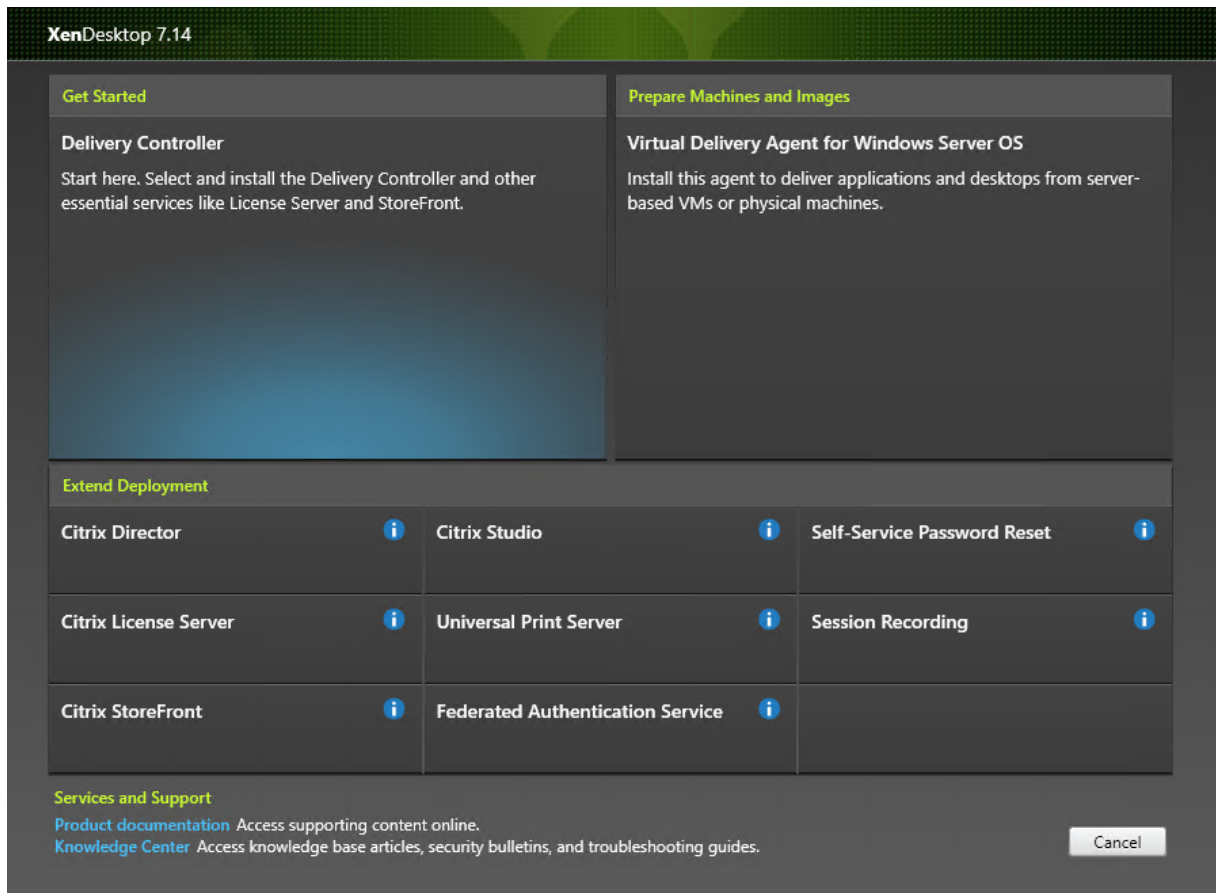 XenDesktop 7.14
Get Started
Delivery Controller
Start here. Select and install the Delivery Controller and other
essential services like License Server and StoreFront.
Prepare Machines and Images
Virtual Delivery Agent for Windows Server OS
Install this agent to deliver applications and desktops from server-
based VMs or physical machines.
Extend Deployment
Citrix Director
Citrix Studio
Self-Service Password Reset
Citrix License Server
Universal Print Server
Session Recording
Citrix StoreFront
Federated Authentication Service
Services and Support
Product documentation Access supporting content online.
Knowledge Center Access knowledge base articles, security bulletins, and troubleshooting guides.
Cancel